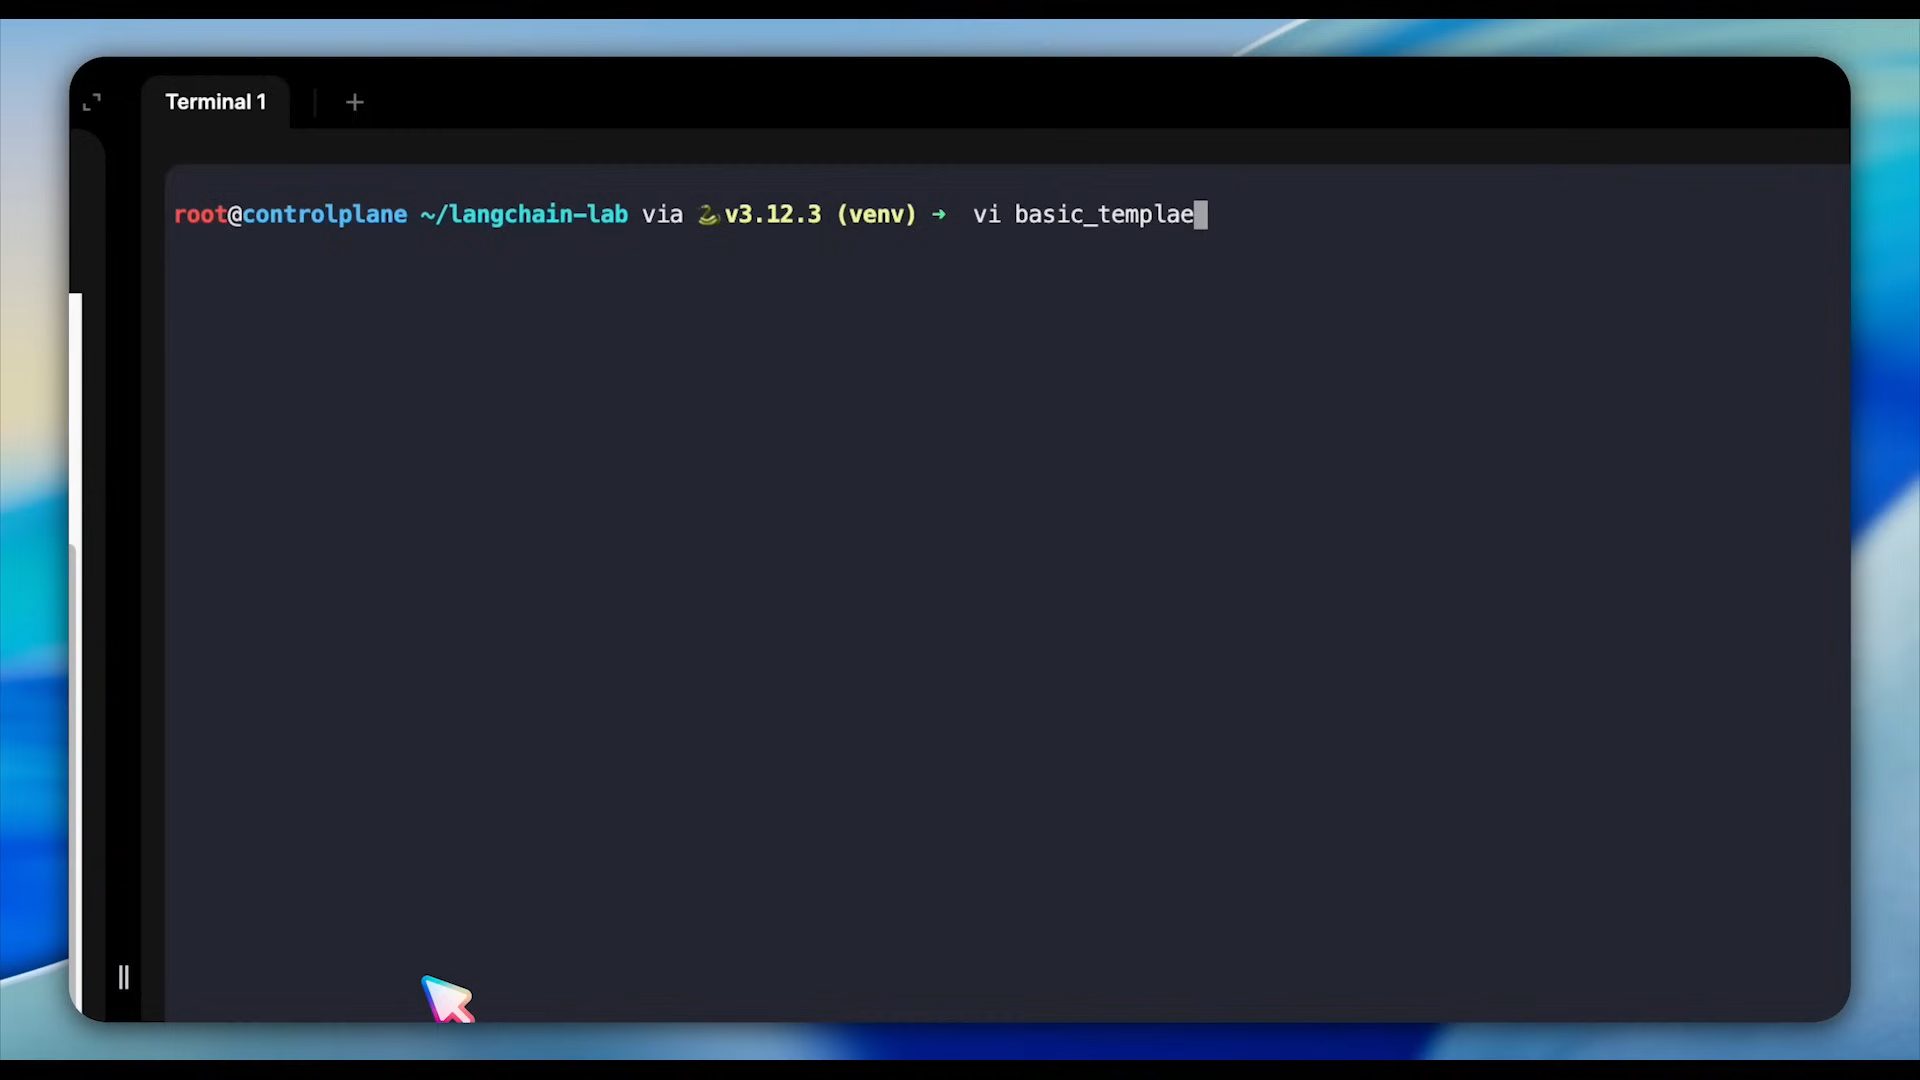 Terminal 1
root@controlplane ~/langchain-lab via 🐍v3.12.3 (venv) ➜ vi basic_templae